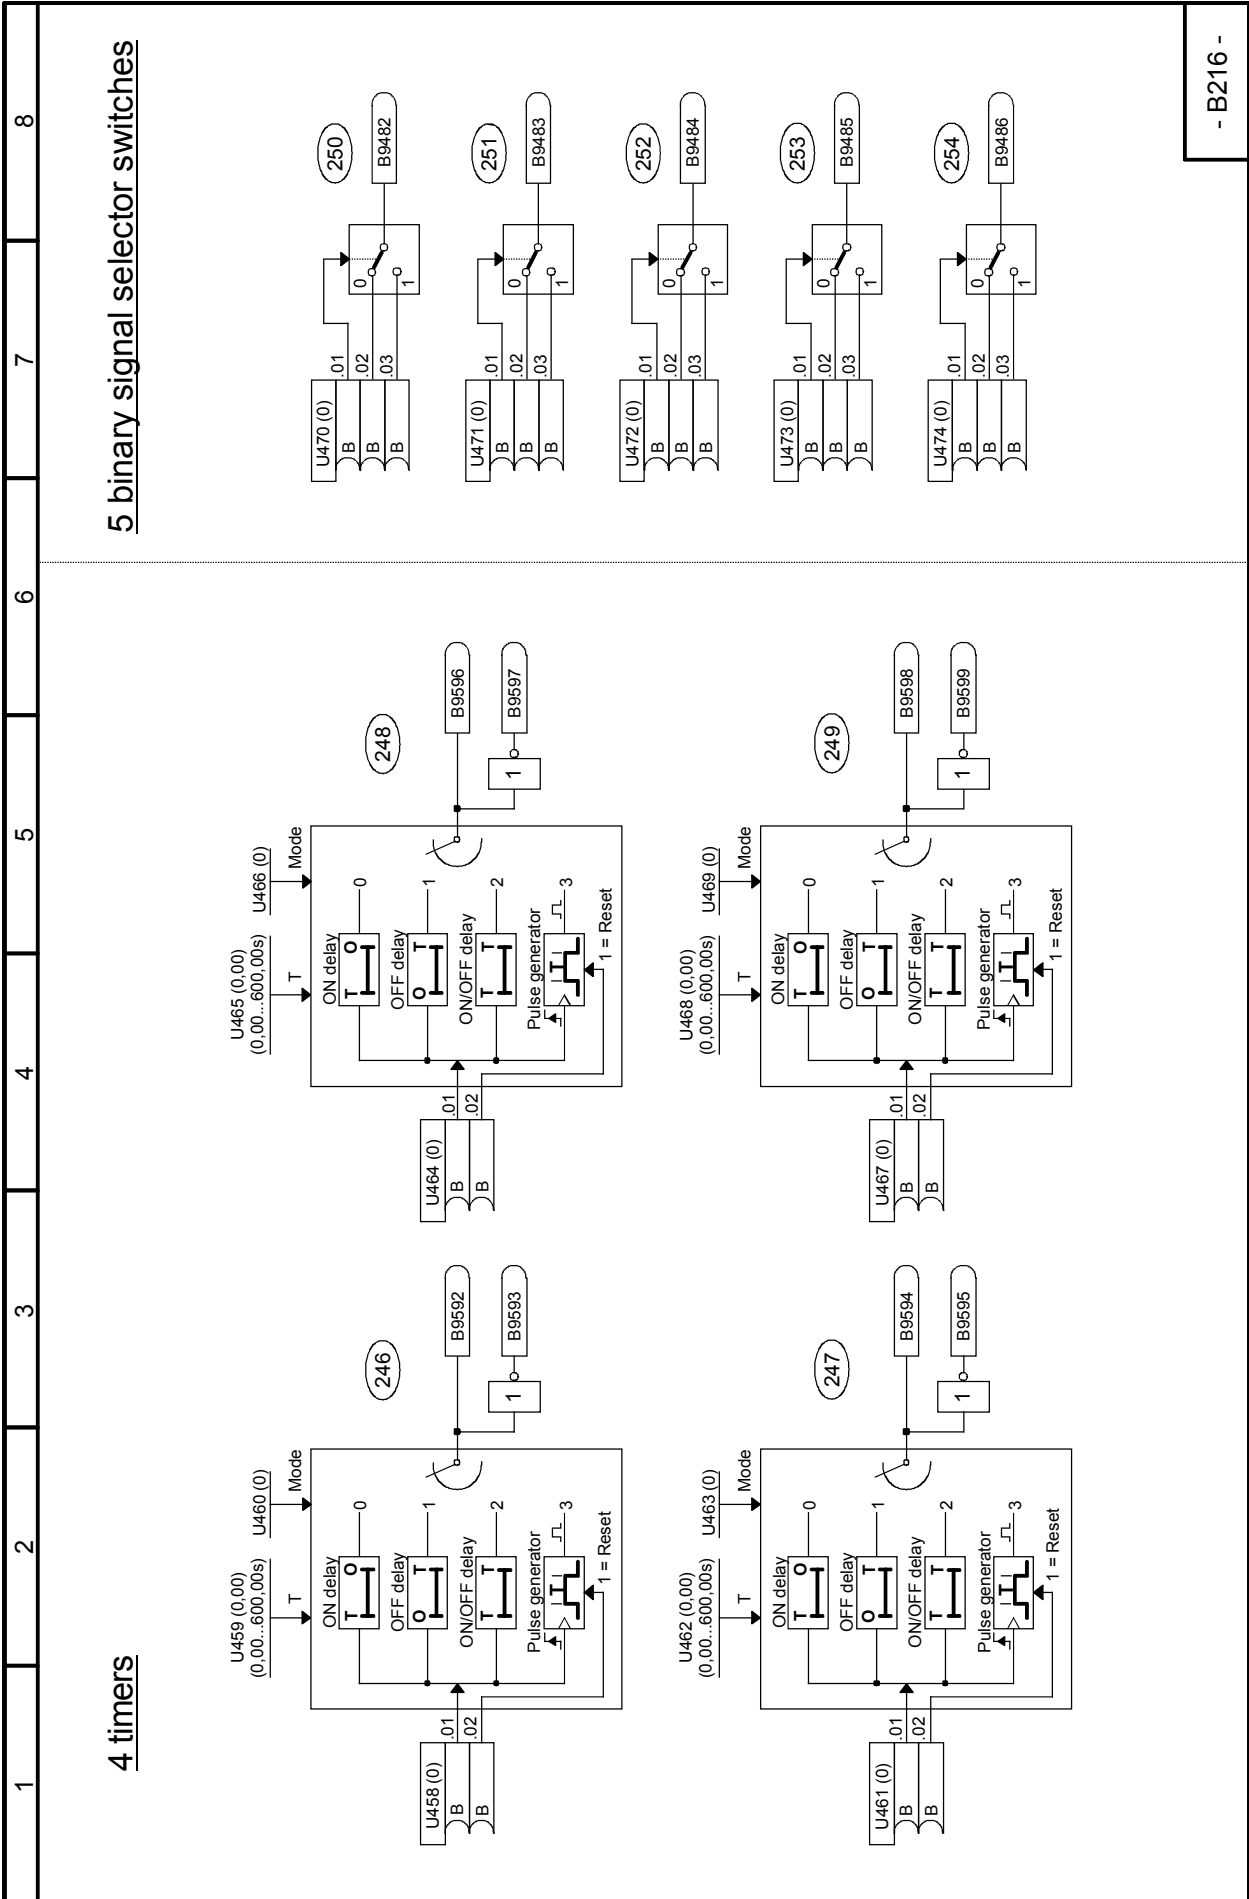 1
2
3
4
5
6
7
8
4 timers
U459 (0,00)
(0,00...600,00s)
U460 (0)
T
Mode
ON delay
T O
0
OFF delay
O T
1
ON/OFF delay
T T
2
Pulse generator
T
3
1 = Reset
U458 (0)
B
.01
B
.02
246
B9592
1
B9593
U462 (0,00)
(0,00...600,00s)
U463 (0)
T
Mode
ON delay
T O
0
OFF delay
O T
1
ON/OFF delay
T T
2
Pulse generator
T
3
1 = Reset
U461 (0)
B
.01
B
.02
247
B9594
1
B9595
U465 (0,00)
(0,00...600,00s)
U466 (0)
T
Mode
ON delay
T O
0
OFF delay
O T
1
ON/OFF delay
T T
2
Pulse generator
T
3
1 = Reset
U464 (0)
B
.01
B
.02
248
B9596
1
B9597
U468 (0,00)
(0,00...600,00s)
U469 (0)
T
Mode
ON delay
T O
0
OFF delay
O T
1
ON/OFF delay
T T
2
Pulse generator
T
3
1 = Reset
U467 (0)
B
.01
B
.02
249
B9598
1
B9599
5 binary signal selector switches
250
U470 (0)
B .01
B .02
B .03
0
1
B9482
251
U471 (0)
B .01
B .02
B .03
0
1
B9483
252
U472 (0)
B .01
B .02
B .03
0
1
B9484
253
U473 (0)
B .01
B .02
B .03
0
1
B9485
254
U474 (0)
B .01
B .02
B .03
0
1
B9486
- B216 -